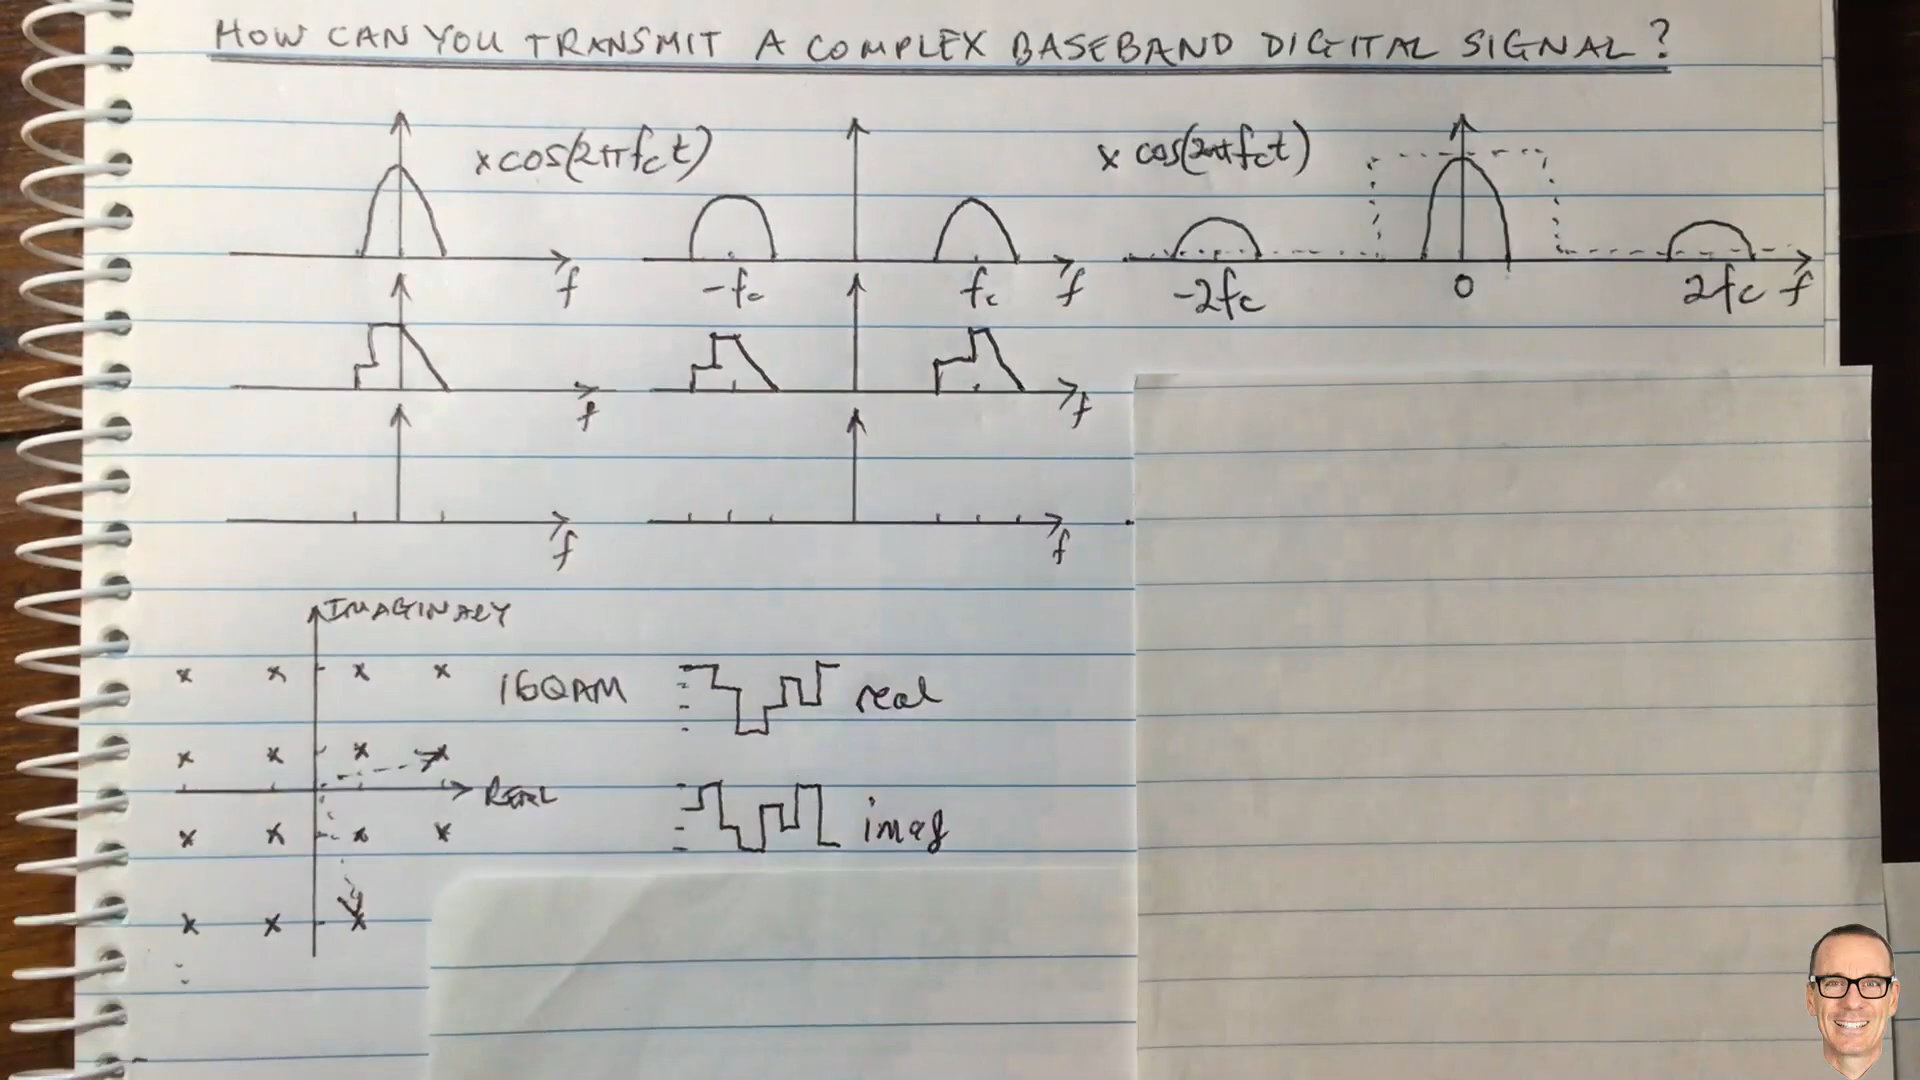 HOW CAN YOU TRANSMIT A COMPLEX BASEBAND DIGITAL SIGNAL?
x cos(2πfct) x cos(2πfct)
f -fc fc f -2fc 0 2fc f
f f
f f
IMAGINARY
16QAM real
REAL
imag